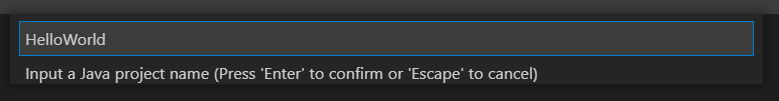 HelloWorld
Input a Java project name (Press 'Enter' to confirm or 'Escape' to cancel)